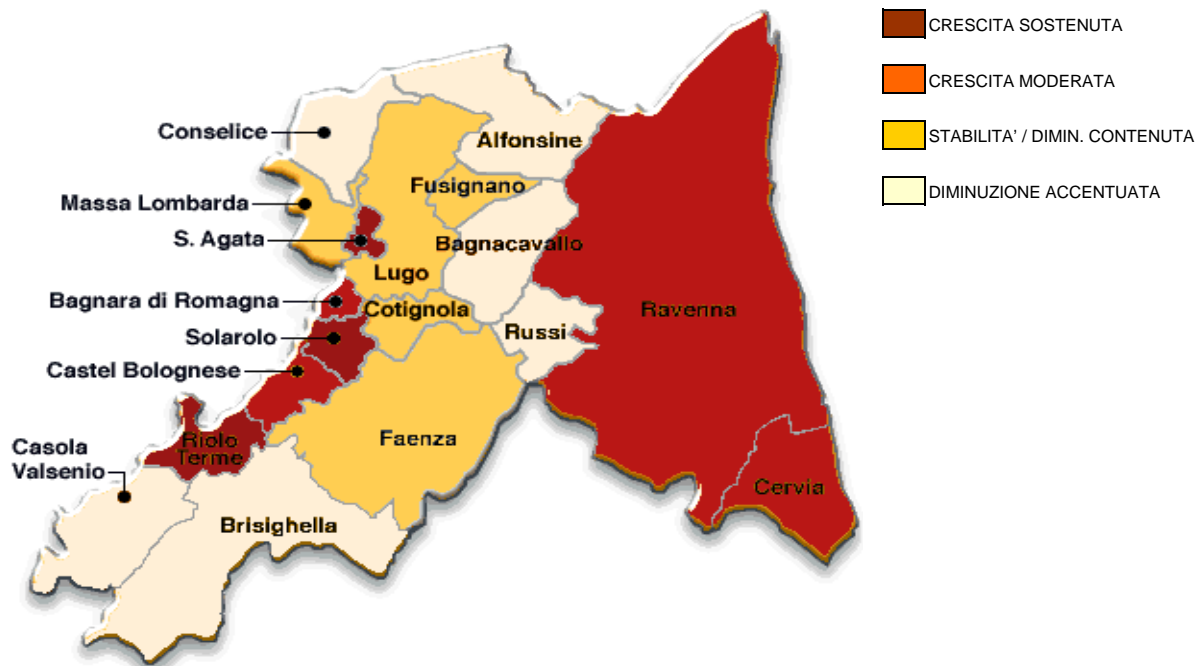 CRESCITA SOSTENUTA
CRESCITA MODERATA
STABILITA' / DIMIN. CONTENUTA
DIMINUZIONE ACCENTUATA
Conselice
Alfonsine
Massa Lombarda
Fusignano
S. Agata
Bagnacavallo
Lugo
Bagnara di Romagna
Cotignola
Ravenna
Solarolo
Russi
Castel Bolognese
Faenza
Riolo
Terme
Casola
Valsenio
Cervia
Brisighella